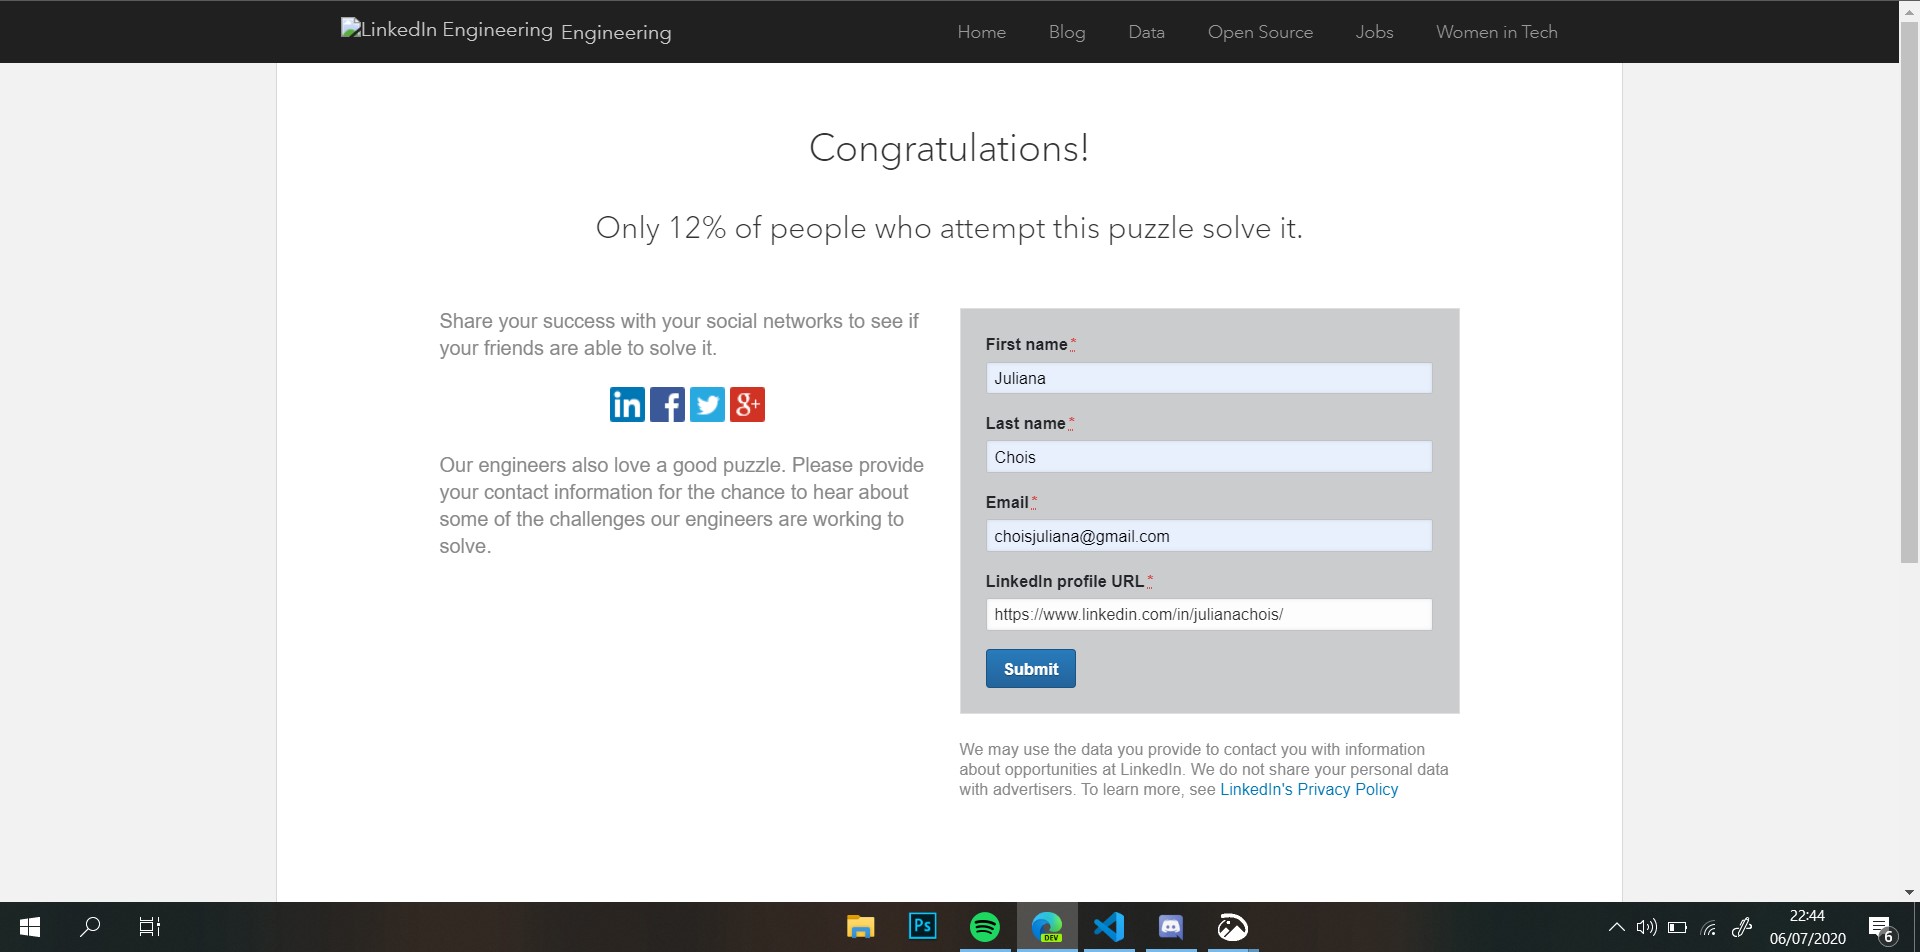 LinkedIn Engineering Engineering
Home Blog Data Open Source Jobs Women in Tech
Congratulations!
Only 12% of people who attempt this puzzle solve it.
Share your success with your social networks to see if
your friends are able to solve it.
in f g+
Our engineers also love a good puzzle. Please provide
your contact information for the chance to hear about
some of the challenges our engineers are working to
solve.
First name*
Juliana
Last name*
Chois
Email*
choisjuliana@gmail.com
LinkedIn profile URL*
https://www.linkedin.com/in/julianachois/
Submit
We may use the data you provide to contact you with information
about opportunities at LinkedIn. We do not share your personal data
with advertisers. To learn more, see LinkedIn's Privacy Policy
Ps
DEV
22:44
06/07/2020
6